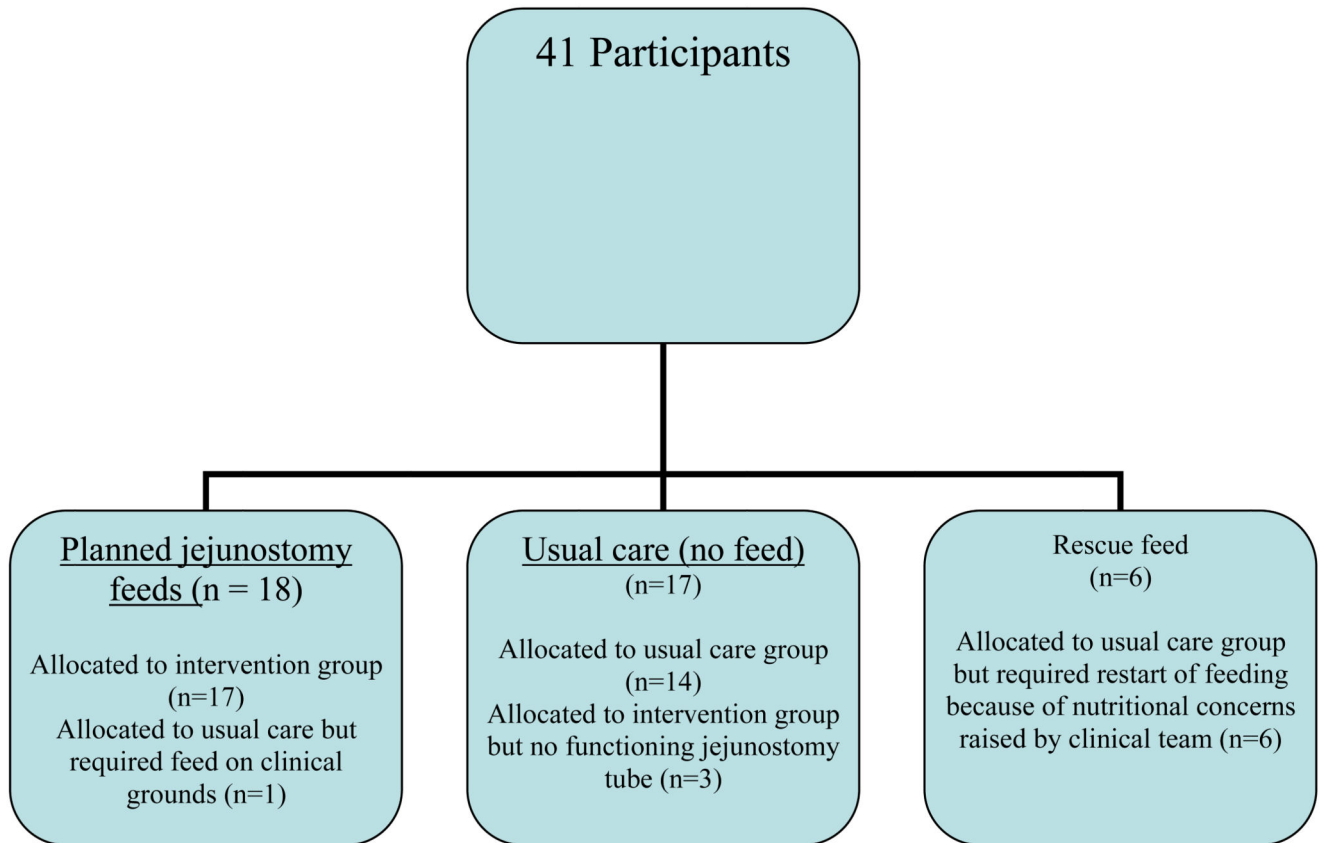 41 Participants
Planned jejunostomy
feeds (n = 18)
Allocated to intervention group
(n=17)
Allocated to usual care but
required feed on clinical
grounds (n=1)
Usual care (no feed)
(n=17)
Allocated to usual care group
(n=14)
Allocated to intervention group
but no functioning jejunostomy
tube (n=3)
Rescue feed
(n=6)
Allocated to usual care group
but required restart of feeding
because of nutritional concerns
raised by clinical team (n=6)